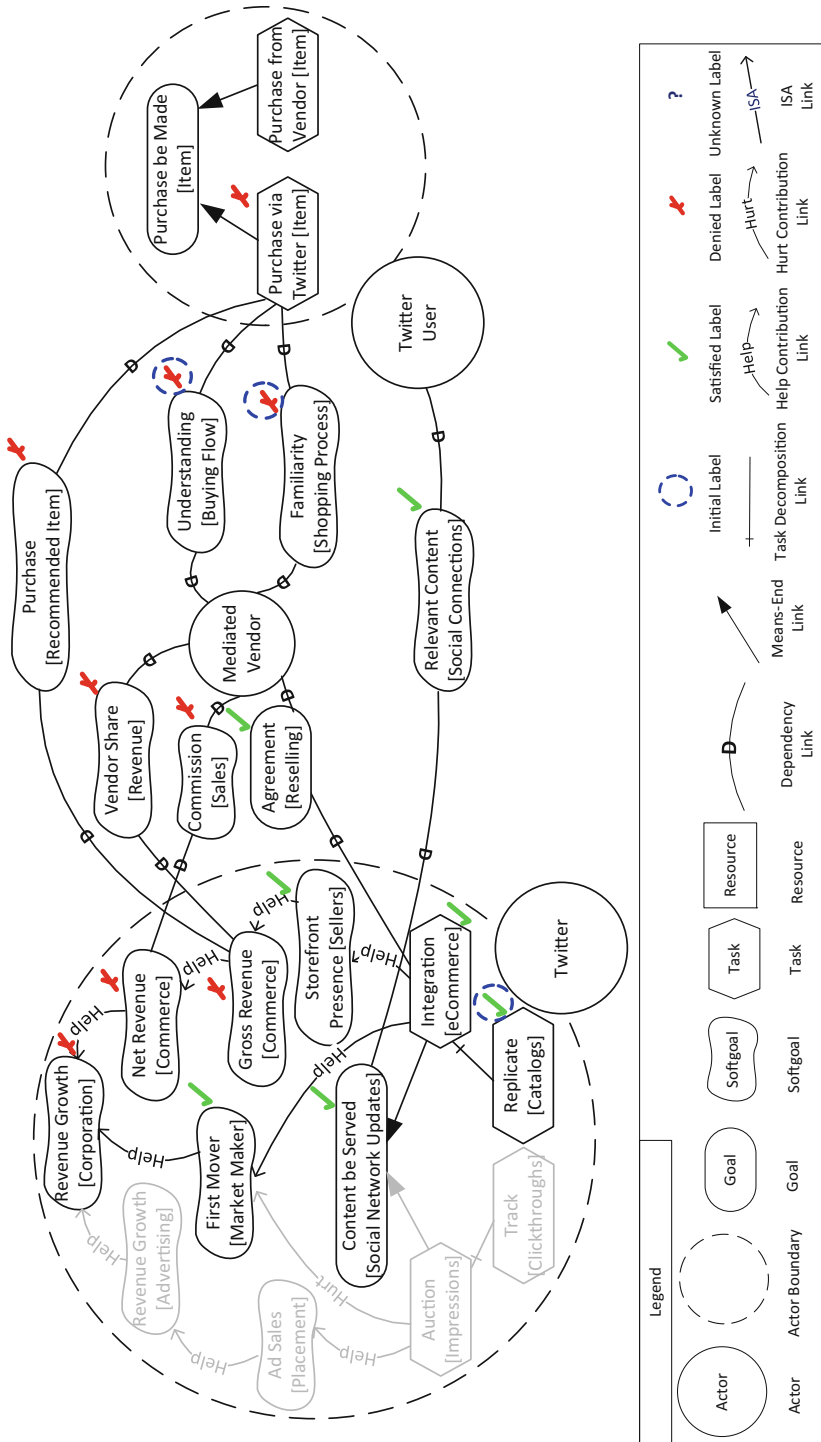 Revenue Growth
[Corporation]
Help
Help
Net Revenue
[Commerce]
Help
Gross Revenue
[Commerce]
Help
Storefront
Presence [Sellers]
Help
Help
First Mover
[Market Maker]
Revenue Growth
[Advertising]
Help
Help
Ad Sales
[Placement]
Help
Hurt
Auction
[Impressions]
Track
[Clickthroughs]
Content be Served
[Social Network Updates]
Integration
[eCommerce]
Replicate
[Catalogs]
Twitter
Purchase
[Recommended Item]
D
D
Vendor Share
[Revenue]
D
D
Commission
[Sales]
D
D
Agreement
[Reselling]
D
D
Mediated
Vendor
Understanding
[Buying Flow]
D
D
Familiarity
[Shopping Process]
D
D
Relevant Content
[Social Connections]
D
D
Twitter
User
Purchase be Made
[Item]
Purchase via
Twitter [Item]
Purchase from
Vendor [Item]
Legend
Actor
Actor
Actor Boundary
Goal
Goal
Softgoal
Softgoal
Task
Task
Resource
Resource
D
Dependency
Link
Means-End
Link
Task Decomposition
Link
Help
Help Contribution
Link
Hurt
Hurt Contribution
Link
ISA
ISA
Link
Initial Label
Satisfied Label
Denied Label
?
Unknown Label